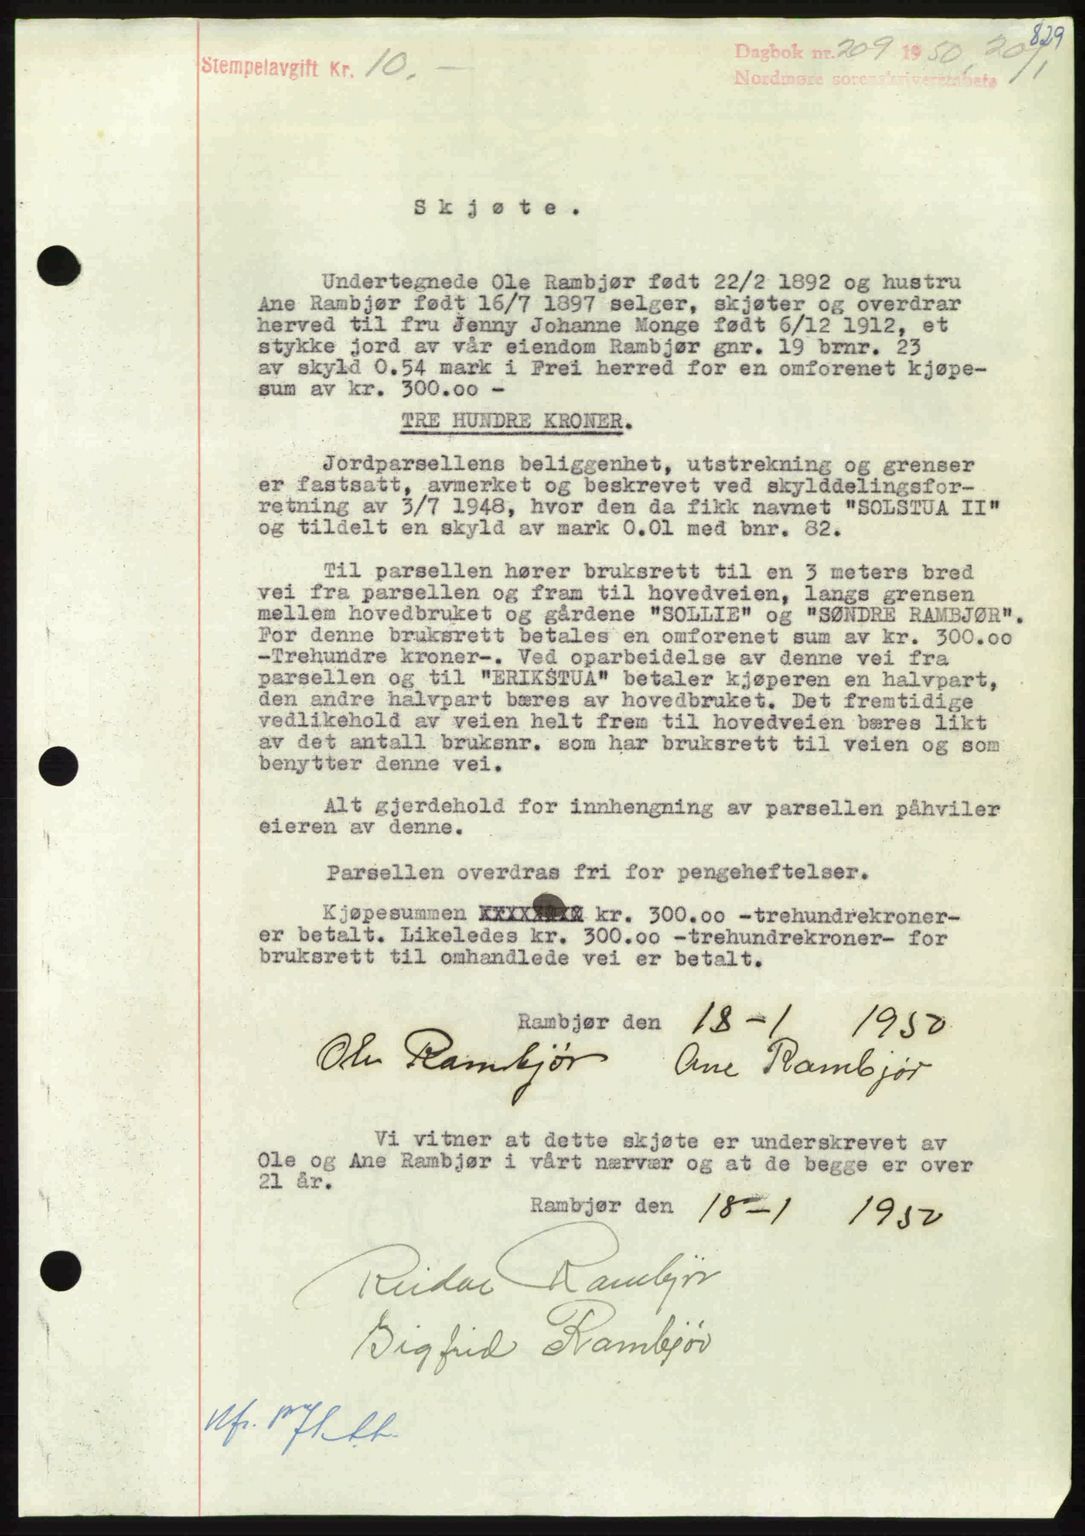 829
Stempelavgift Kr. 10.—
Dagbok nr. 209 1950, 20/1
Nordmøre sorenskriverembete
Skjøte.
Undertegnede Ole Rambjør født 22/2 1892 og hustru
Ane Rambjør født 16/7 1897 selger, skjøter og overdrar
herved til fru Jenny Johanne Monge født 6/12 1912, et
stykke jord av vår eiendom Rambjør gnr. 19 brnr. 23
av skyld 0.54 mark i Frei herred for en omforenet kjøpe-
sum av kr. 300.oo -
TRE HUNDRE KRONER.
Jordparsellens beliggenhet, utstrekning og grenser
er fastsatt, avmerket og beskrevet ved skylddelingsfor-
retning av 3/7 1948, hvor den da fikk navnet "SOLSTUA II"
og tildelt en skyld av mark 0.01 med bnr. 82.
Til parsellen hører bruksrett til en 3 meters bred
vei fra parsellen og fram til hovedveien, langs grensen
mellem hovedbruket og gårdene "SOLLIE" og "SØNDRE RAMBJØR".
For denne bruksrett betales en omforenet sum av kr. 300.oo
-Trehundre kroner-. Ved oparbeidelse av denne vei fra
parsellen og til "ERIKSTUA" betaler kjøperen en halvpart,
den andre halvpart bæres av hovedbruket. Det fremtidige
vedlikehold av veien helt frem til hovedveien bæres likt
av det antall bruksnr. som har bruksrett til veien og som
benytter denne vei.
Alt gjerdehold for innhengning av parsellen påhviler
eieren av denne.
Parsellen overdras fri for pengeheftelser.
Kjøpesummen kr. 300.oo -trehundrekroner-
er betalt. Likeledes kr. 300.oo -trehundrekroner- for
bruksrett til omhandlede vei er betalt.
Rambjør den 18-1 1950
Ole Rambjør Ane Rambjør
Vi vitner at dette skjøte er underskrevet av
Ole og Ane Rambjør i vårt nærvær og at de begge er over
21 år.
Rambjør den 18-1 1950
Reidar Rambjør
Sigfrid Rambjør